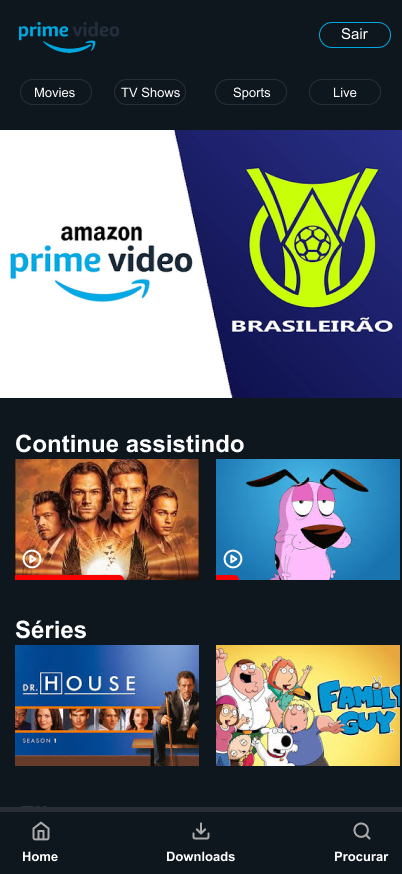 prime video
Sair
Movies
TV Shows
Sports
Live
amazon
prime video
BRASILEIRÃO
Continue assistindo
Séries
DR. HOUSE
SEASON 1
FAMILY
GUY
Home
Downloads
Procurar